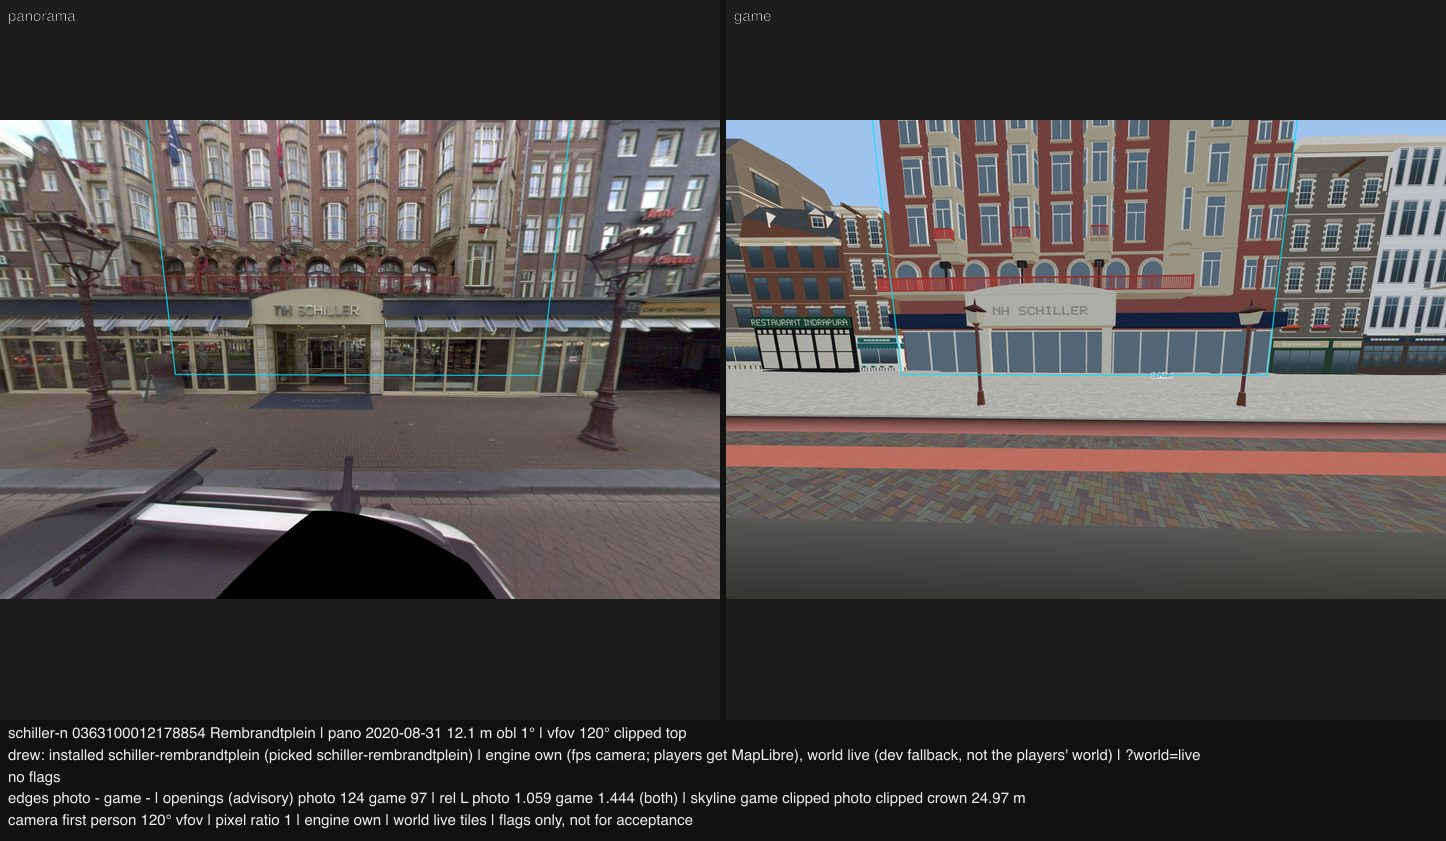 panorama
game
NH SCHILLER
CAFE SCHILLER
WELCOME
RESTAURANT INDRAPURA
NH SCHILLER
schiller-n 0363100012178854 Rembrandtplein | pano 2020-08-31 12.1 m obl 1° | vfov 120° clipped top
drew: installed schiller-rembrandtplein (picked schiller-rembrandtplein) | engine own (fps camera; players get MapLibre), world live (dev fallback, not the players' world) | ?world=live
no flags
edges photo - game - | openings (advisory) photo 124 game 97 | rel L photo 1.059 game 1.444 (both) | skyline game clipped photo clipped crown 24.97 m
camera first person 120° vfov | pixel ratio 1 | engine own | world live tiles | flags only, not for acceptance